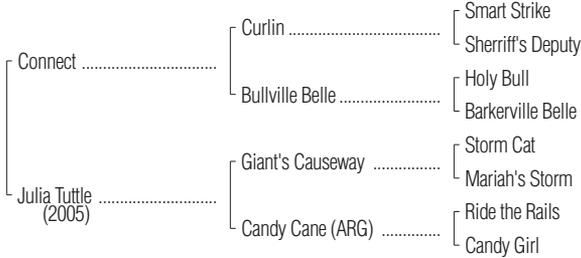 Smart Strike
Curlin ....................................
Sherriff's Deputy
Connect ................................
Holy Bull
Bullville Belle ........................
Barkerville Belle
Storm Cat
Giant's Causeway ................
Mariah's Storm
Julia Tuttle ............................
(2005)
Ride the Rails
Candy Cane (ARG) ..............
Candy Girl